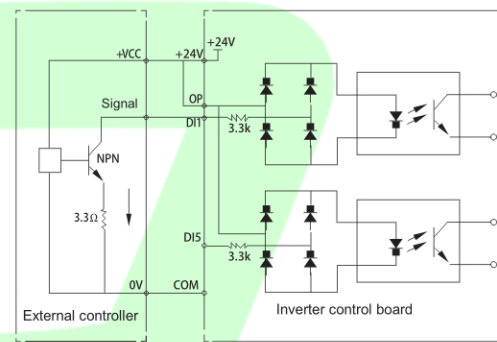 +24V
+VCC +24V
Signal OP
DI1
3.3k
NPN
3.3Ω
DI5
3.3k
0V COM
External controller
Inverter control board